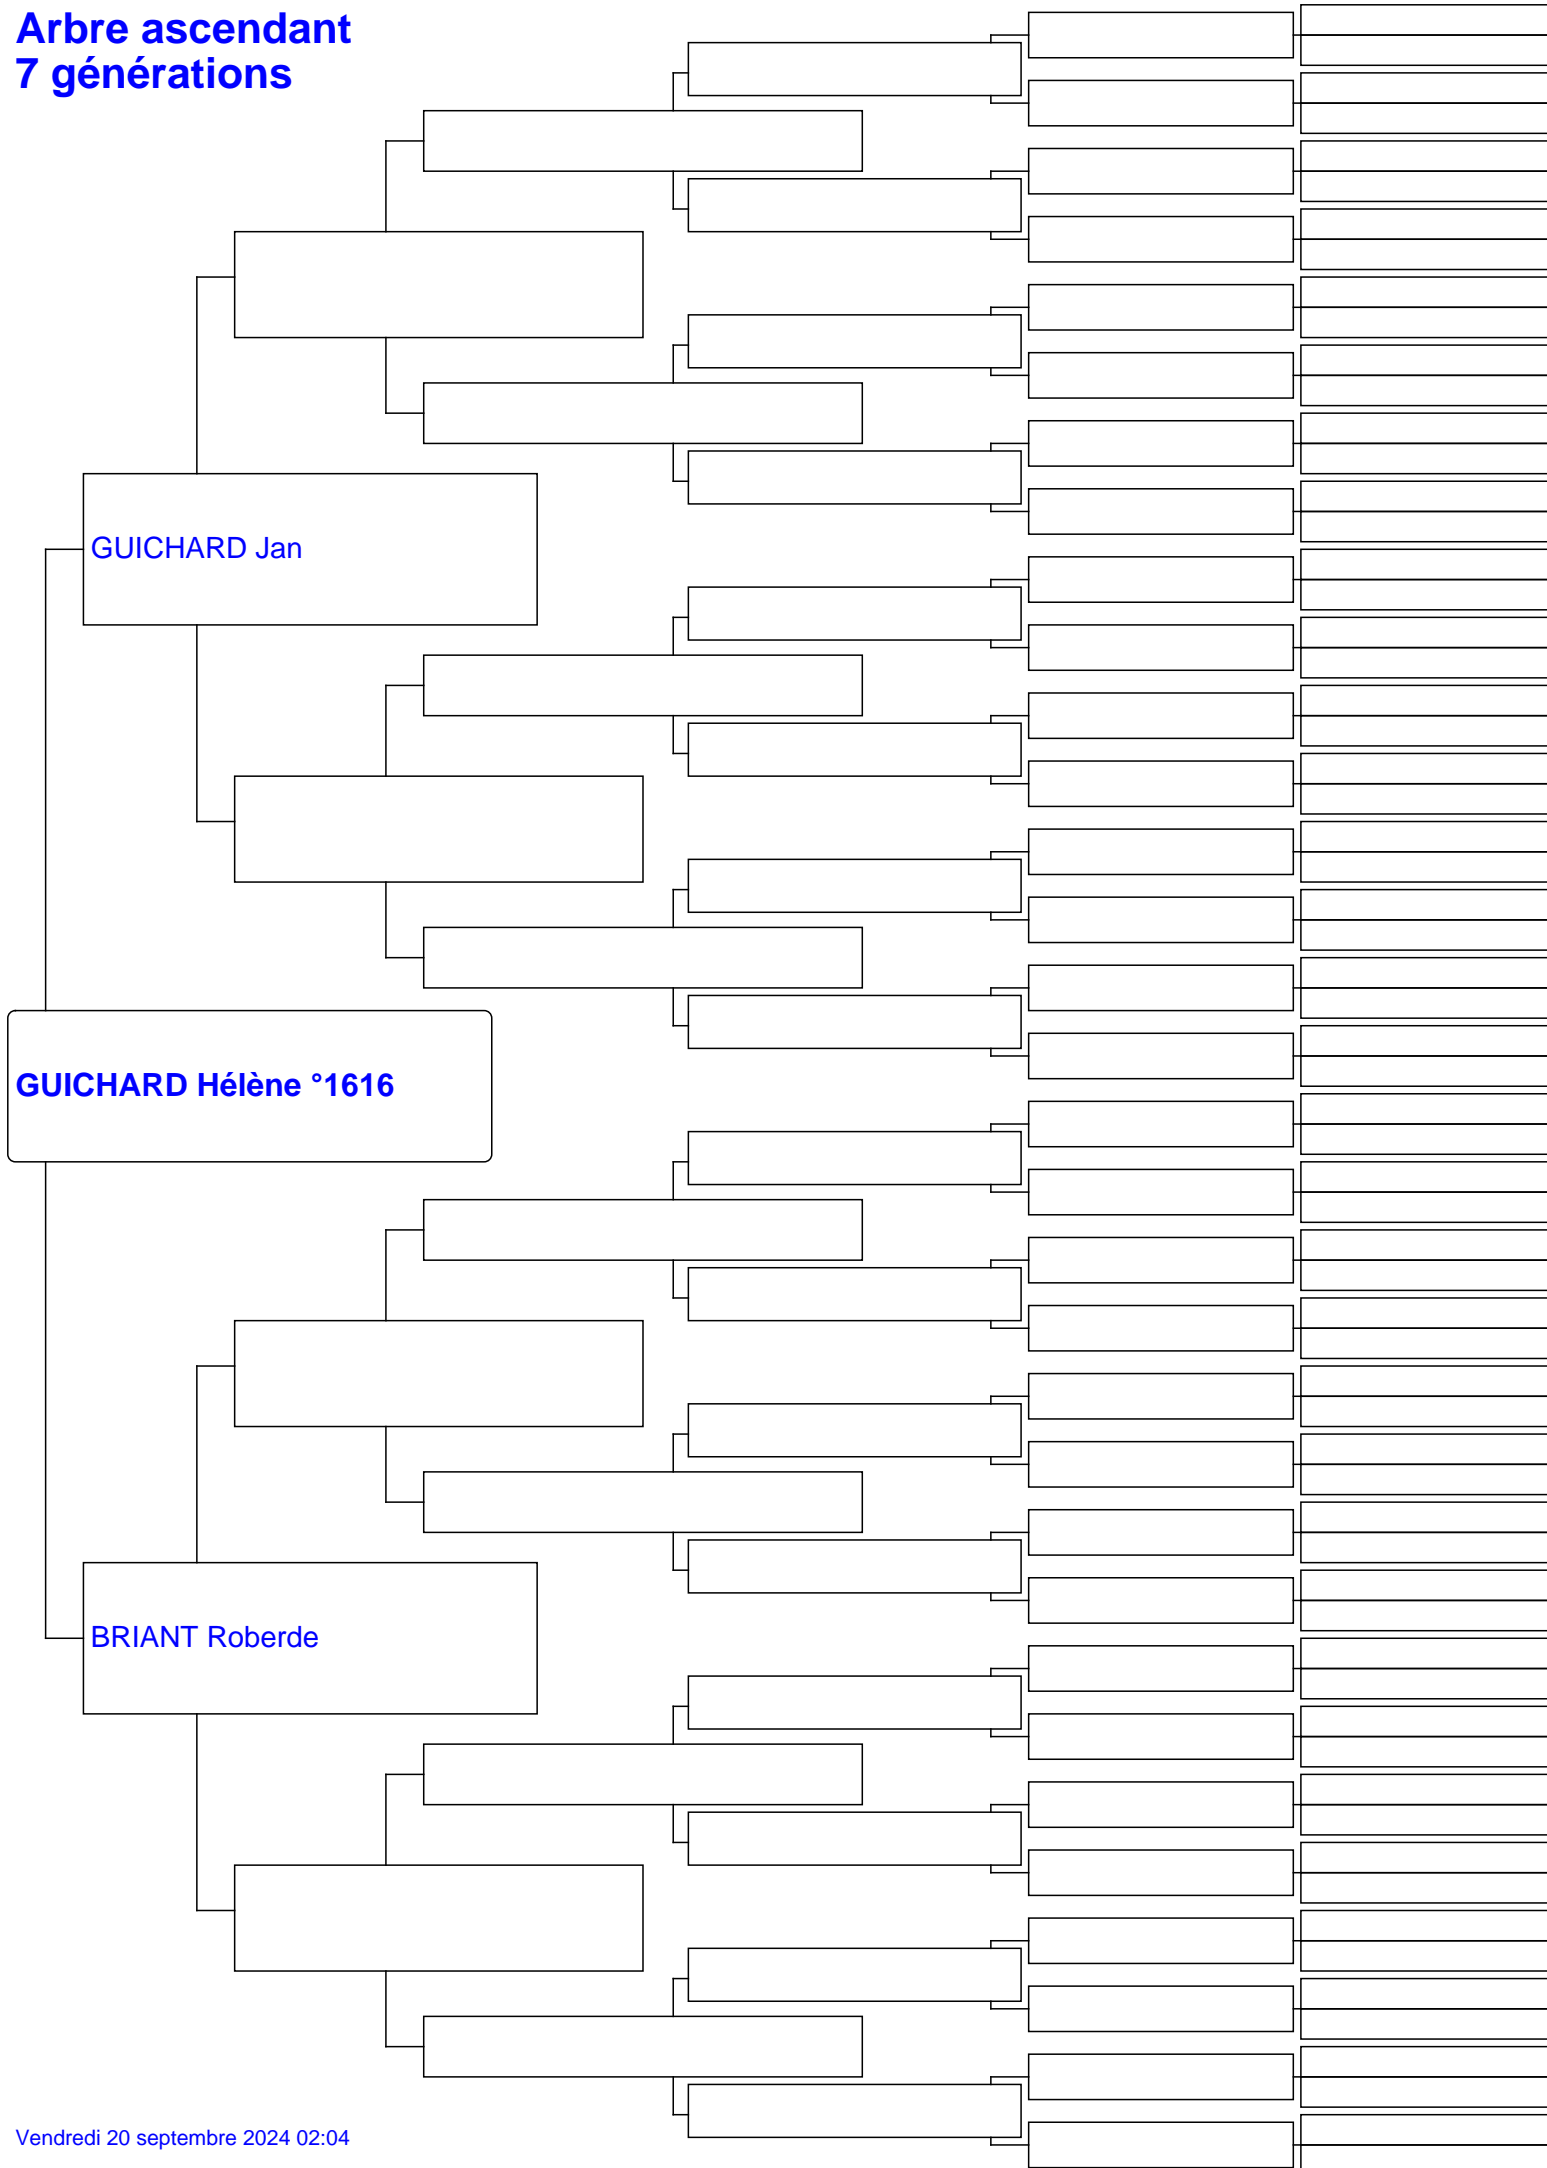 Arbre ascendant
7 générations
GUICHARD Jan
GUICHARD Hélène °1616
BRIANT Roberde
Vendredi 20 septembre 2024 02:04